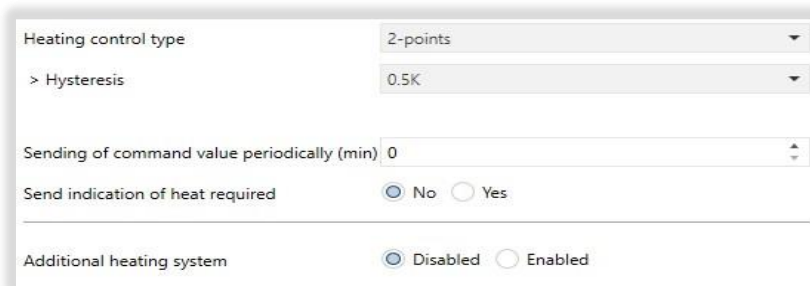 Heating control type 2-points
> Hysteresis 0.5K
Sending of command value periodically (min) 0
Send indication of heat required No Yes
Additional heating system Disabled Enabled